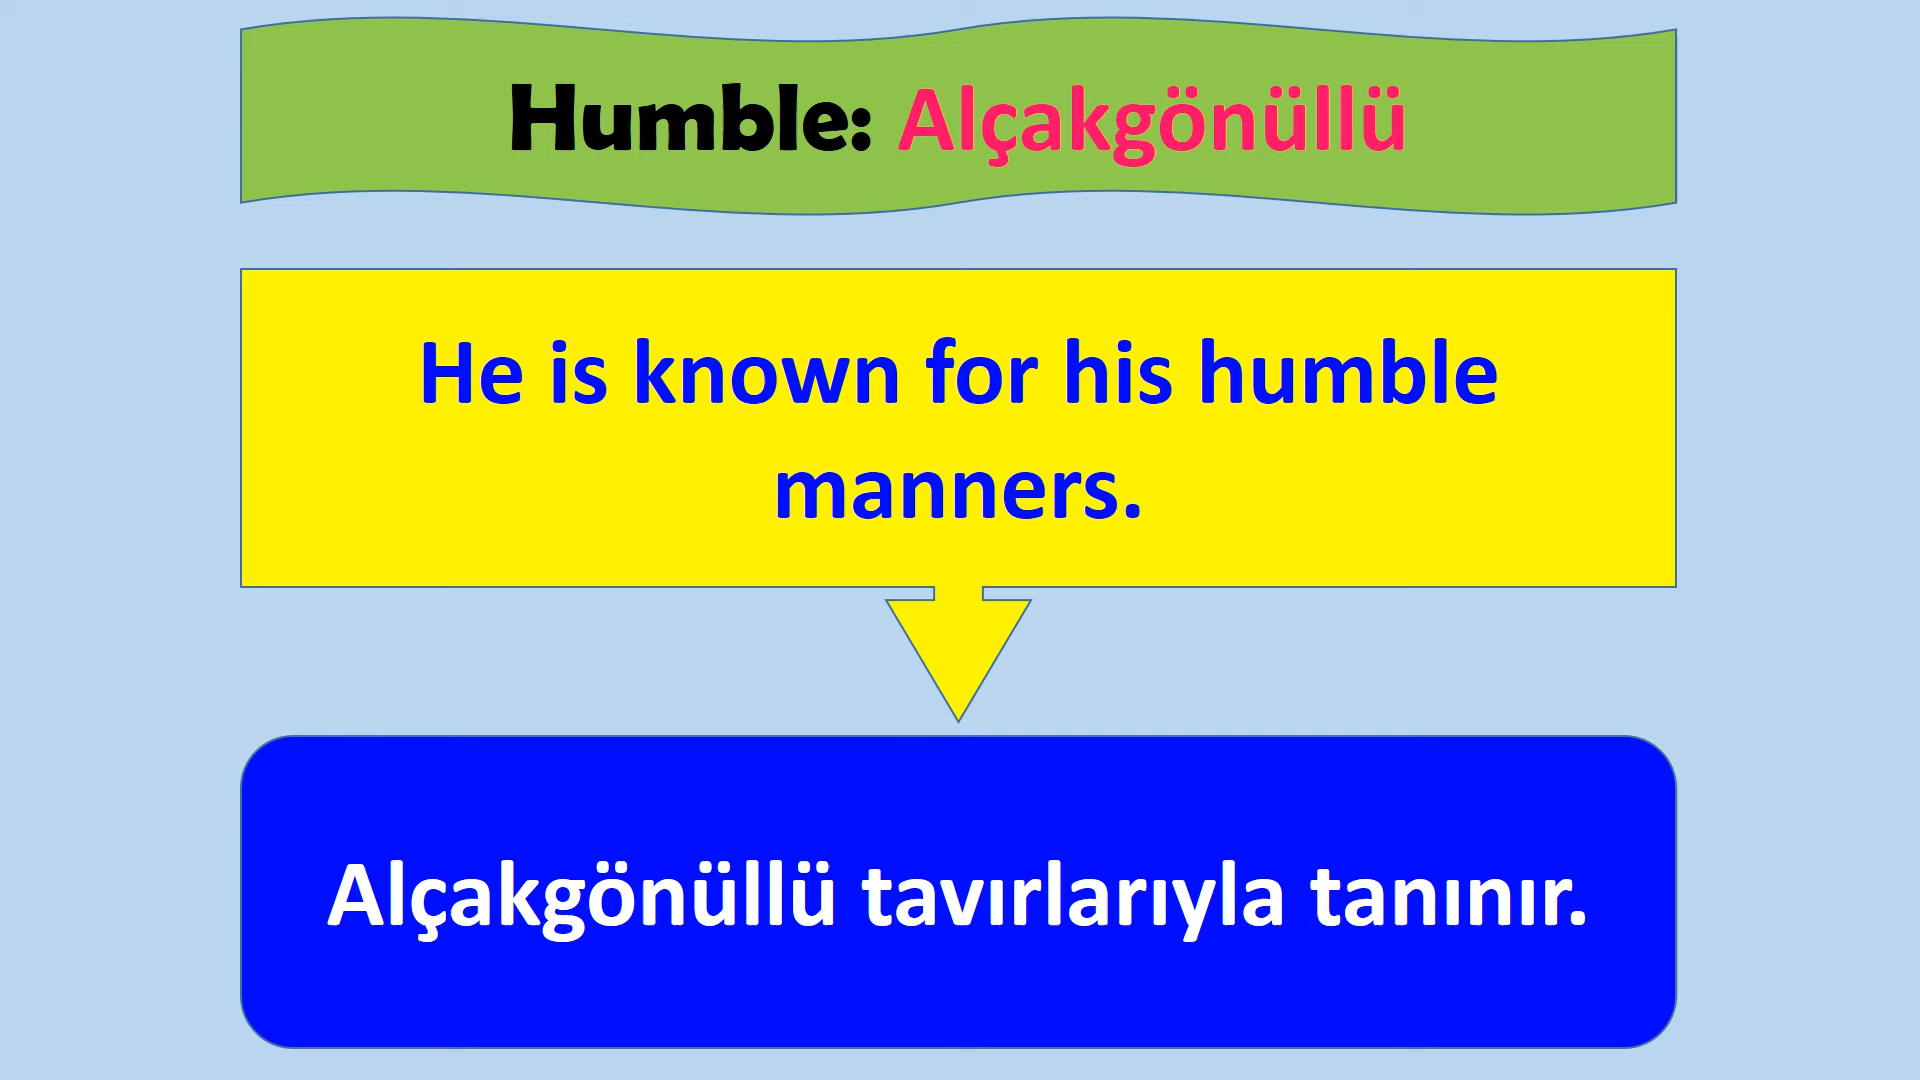 Humble: Alçakgönüllü
He is known for his humble
manners.
Alçakgönüllü tavırlarıyla tanınır.